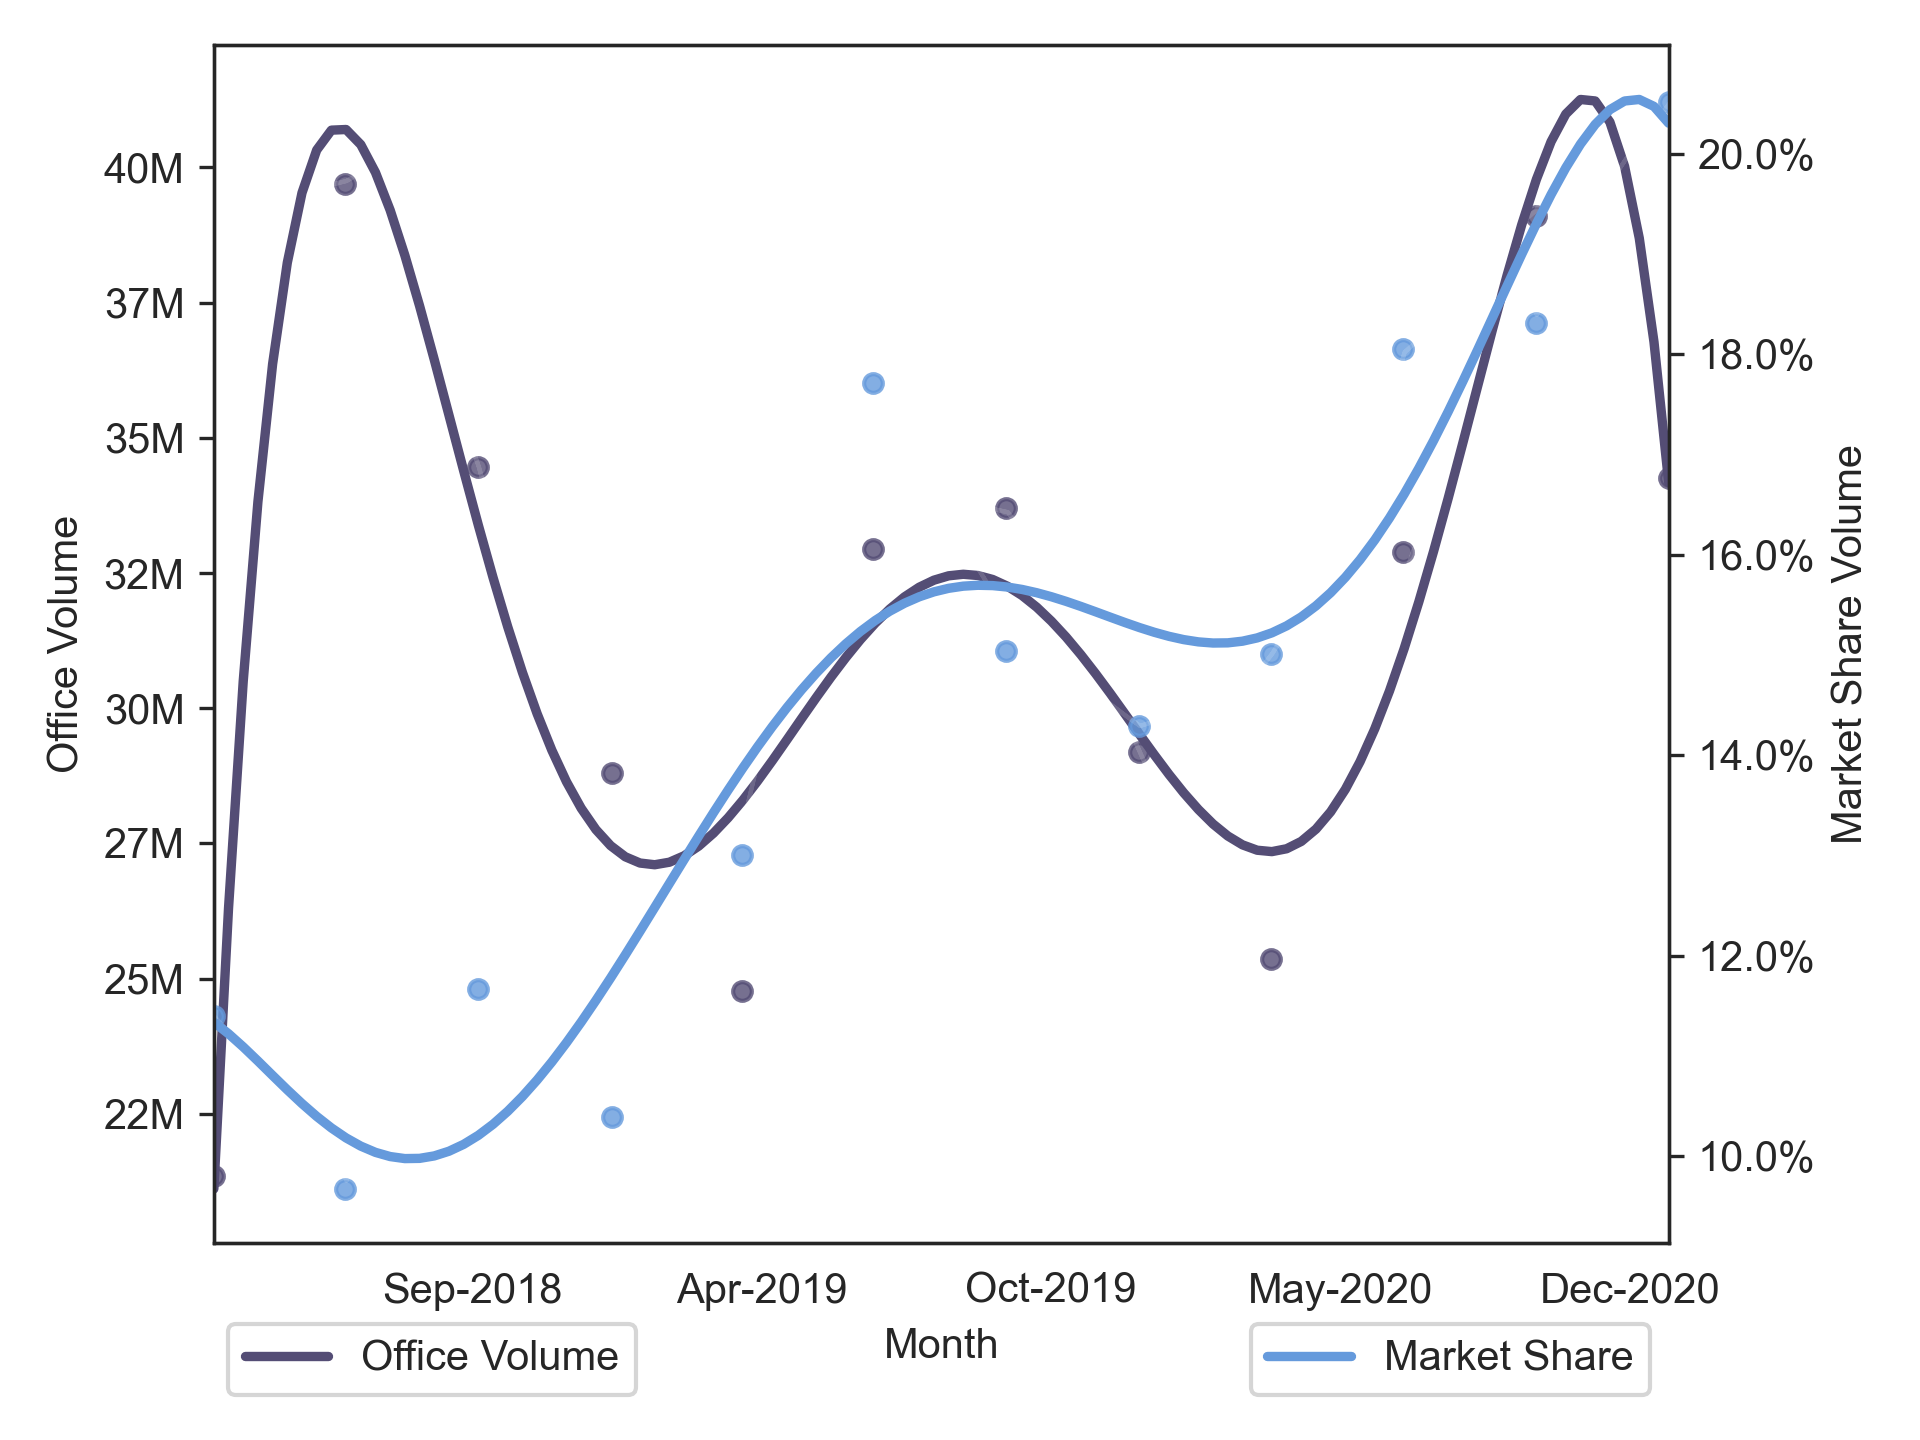 40M
37M
35M
32M
30M
27M
25M
22M
Office Volume
20.0%
18.0%
16.0%
14.0%
12.0%
10.0%
Market Share Volume
Sep-2018
Apr-2019
Oct-2019
May-2020
Dec-2020
Month
Office Volume
Market Share